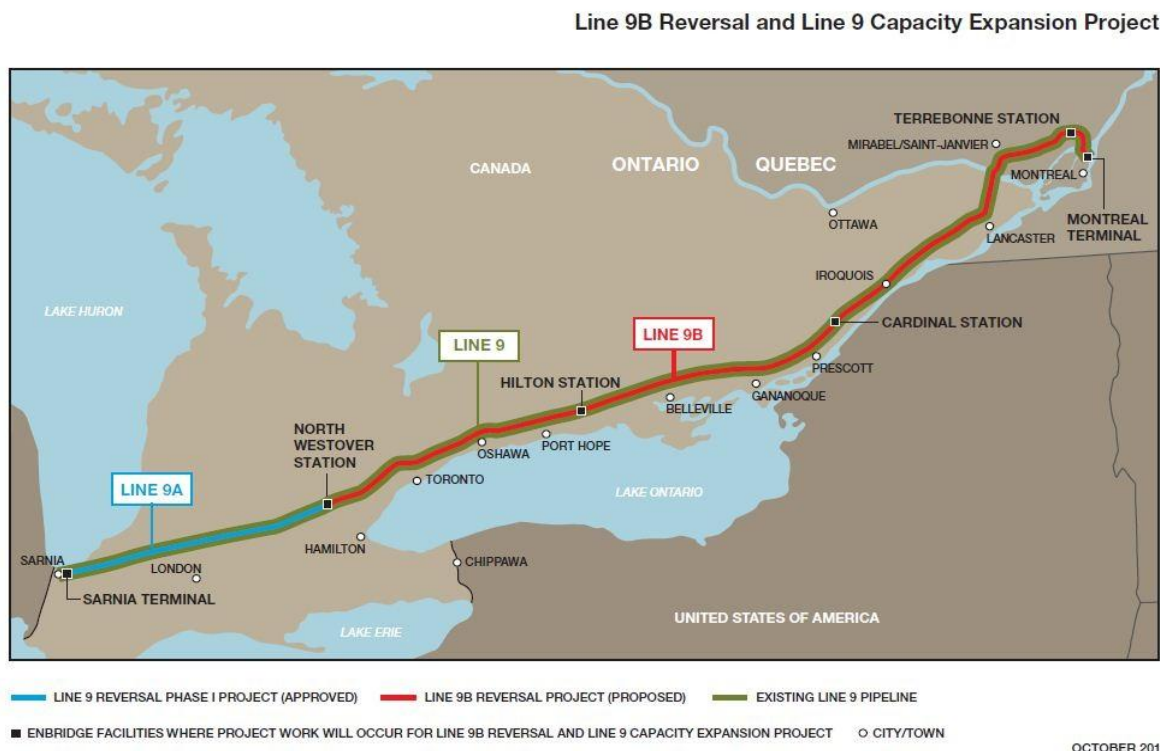 Line 9B Reversal and Line 9 Capacity Expansion Project
TERREBONNE STATION
MIRABEL/SAINT-JANVIER
CANADA
ONTARIO
QUEBEC
MONTREAL
OTTAWA
MONTREAL
TERMINAL
LANCASTER
IROQUOIS
LAKE HURON
CARDINAL STATION
LINE 9B
LINE 9
PRESCOTT
HILTON STATION
GANANOQUE
BELLEVILLE
NORTH
WESTOVER
STATION
PORT HOPE
OSHAWA
TORONTO
LINE 9A
LAKE ONTARIO
HAMILTON
SARNIA
LONDON
CHIPPAWA
SARNIA TERMINAL
UNITED STATES OF AMERICA
LAKE ERIE
LINE 9 REVERSAL PHASE I PROJECT (APPROVED)
LINE 9B REVERSAL PROJECT (PROPOSED)
EXISTING LINE 9 PIPELINE
ENBRIDGE FACILITIES WHERE PROJECT WORK WILL OCCUR FOR LINE 9B REVERSAL AND LINE 9 CAPACITY EXPANSION PROJECT
CITY/TOWN
OCTOBER 201